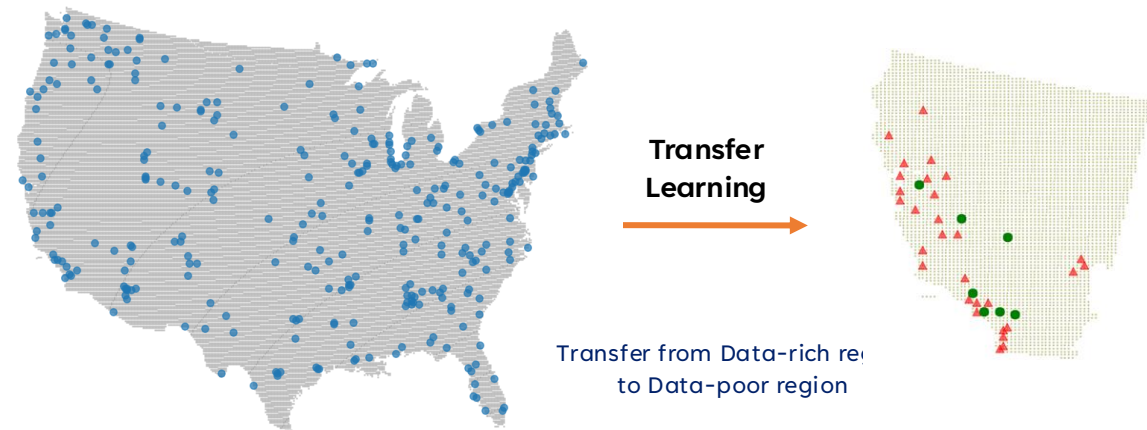 Transfer
Learning
Transfer from Data-rich
to Data-poor region